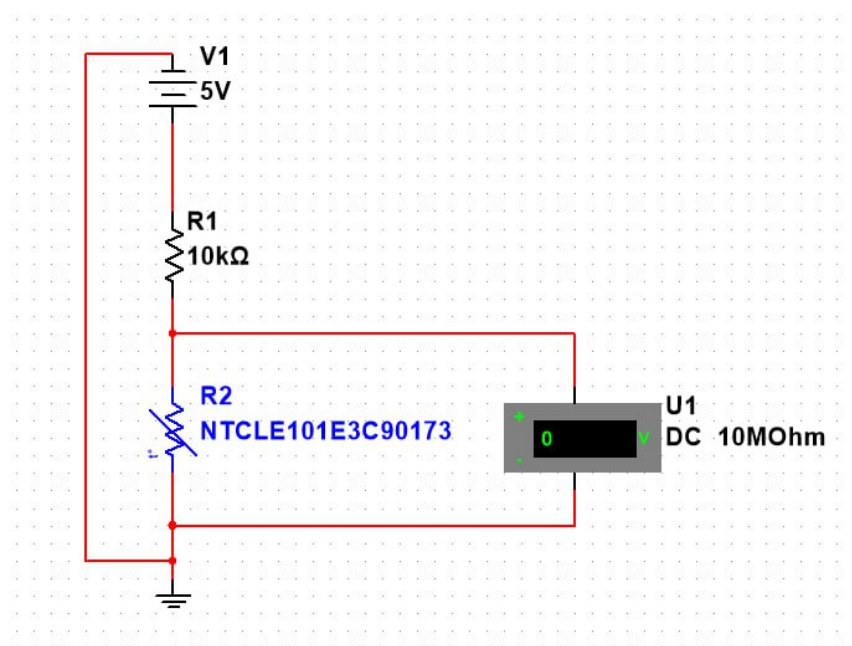 V1
5V
R1
10kΩ
R2
NTCLE101E3C90173
t°
+
0 V
-
U1
DC 10MOhm